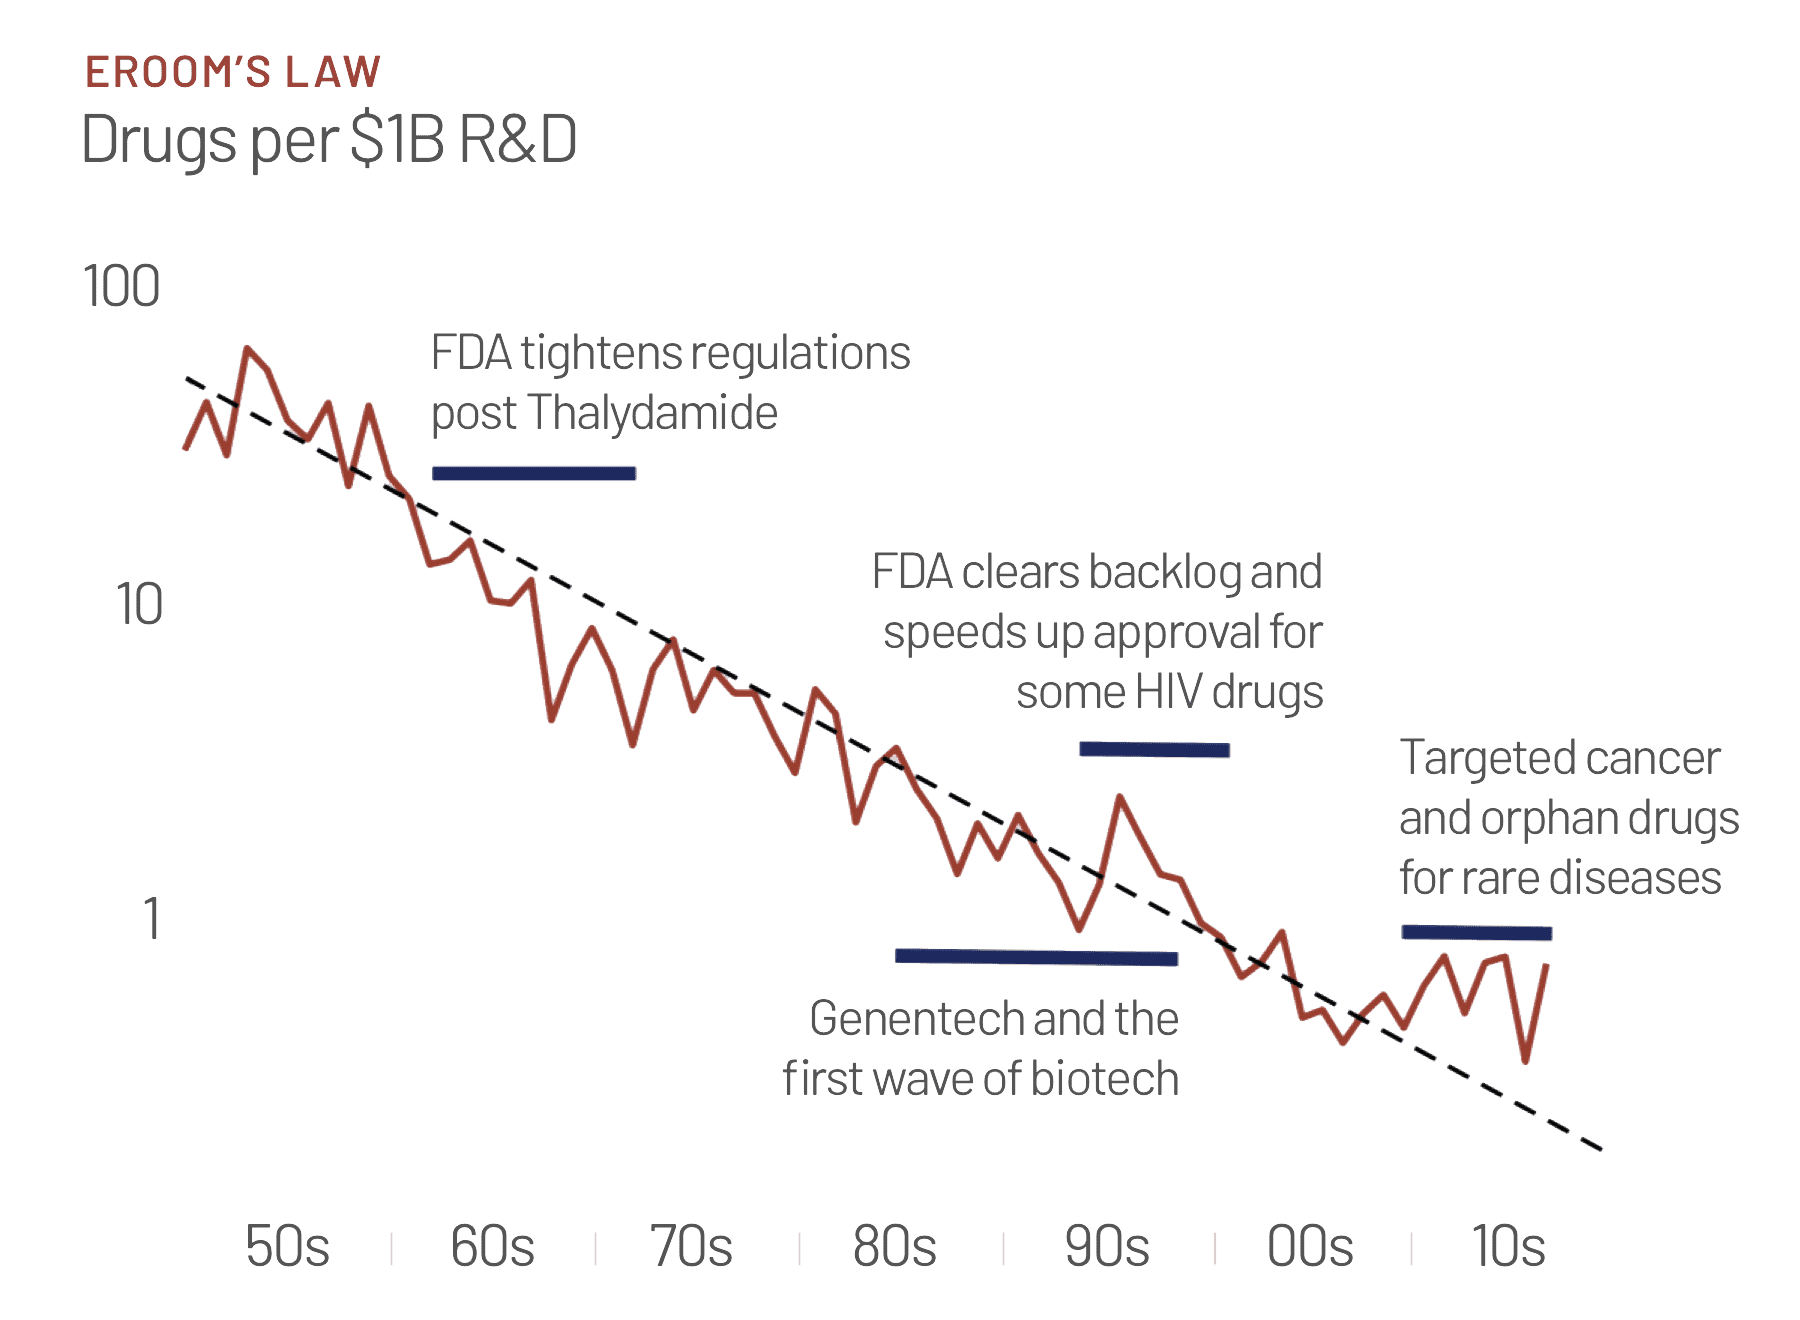 EROOM’S LAW
Drugs per $1B R&D
100
FDA tightens regulations
post Thalydamide
10
FDA clears backlog and
speeds up approval for
some HIV drugs
Targeted cancer
and orphan drugs
for rare diseases
1
Genentech and the
first wave of biotech
50s 60s 70s 80s 90s 00s 10s